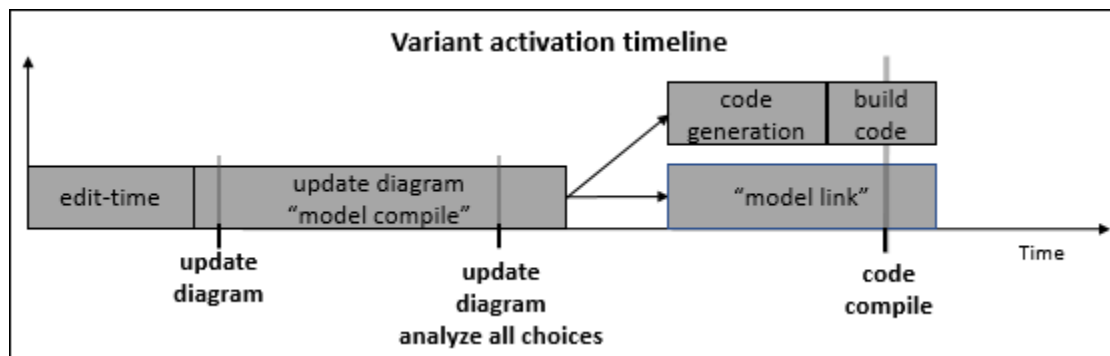 Variant activation timeline
code
generation
build
code
edit-time
update diagram
“model compile”
“model link”
Time
update
diagram
update
diagram
analyze all choices
code
compile